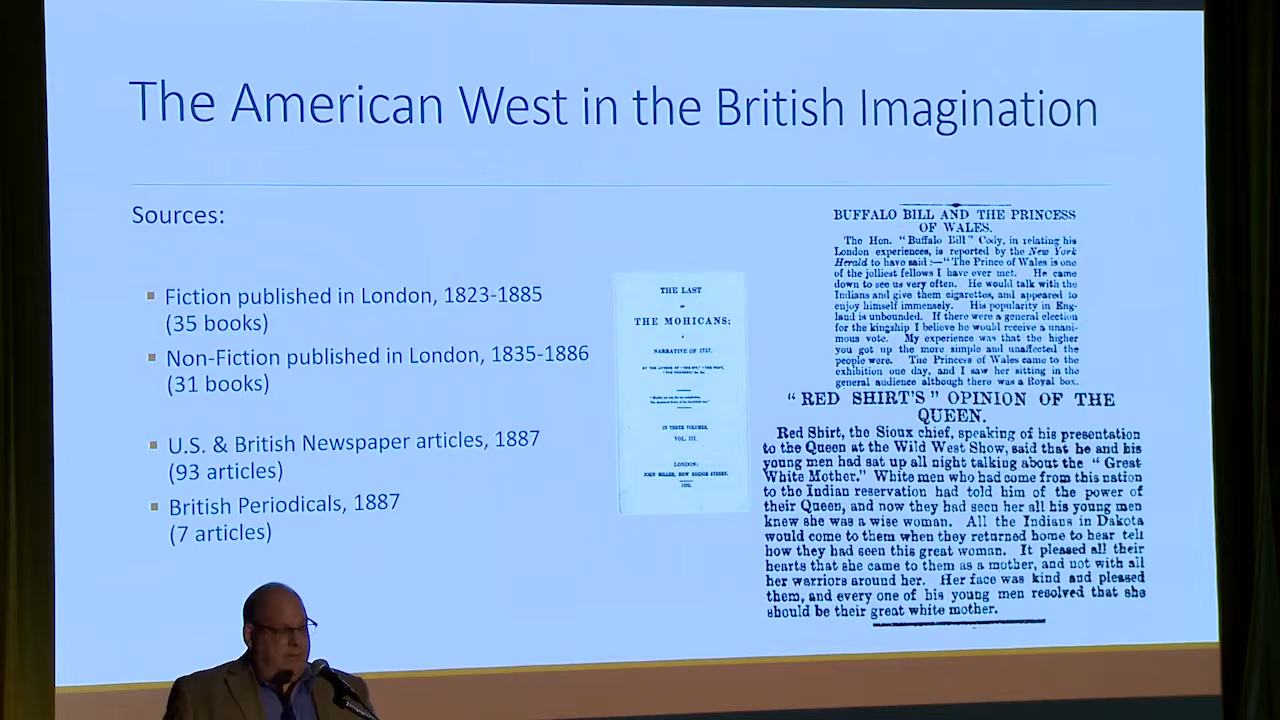 The American West in the British Imagination
Sources:
Fiction published in London, 1823-1885
(35 books)
Non-Fiction published in London, 1835-1886
(31 books)
U.S. & British Newspaper articles, 1887
(93 articles)
British Periodicals, 1887
(7 articles)
THE LAST
OF
THE MOHICANS;
A
NARRATIVE OF 1757.
IN THREE VOLUMES.
VOL. III.
LONDON:
JOHN MILLER, NEW BRIDGE STREET.
1826.
BUFFALO BILL AND THE PRINCESS
OF WALES.
The Hon. "Buffalo Bill" Cody, in relating his
London experiences, is reported by the New York
Herald to have said:—"The Prince of Wales is one
of the jolliest fellows I have ever met. He came
down to see us very often. He would talk with the
Indians and give them cigarettes, and appeared to
enjoy himself immensely. His popularity in Eng-
land is unbounded. If there were a general election
for the kingship I believe he would receive a unani-
mous vote. My experience was that the higher
you got up the more simple and unaffected the
people were. The Princess of Wales came to the
exhibition one day, and I saw her sitting in the
general audience although there was a Royal box.
"RED SHIRT'S" OPINION OF THE
QUEEN.
Red Shirt, the Sioux chief, speaking of his presentation
to the Queen at the Wild West Show, said that he and his
young men had sat up all night talking about the "Great
White Mother." White men who had come from this nation
to the Indian reservation had told him of the power of
their Queen, and now they had seen her all his young men
knew she was a wise woman. All the Indians in Dakota
would come to them when they returned home to hear tell
how they had seen this great woman. It pleased all their
hearts that she came to them as a mother, and not with all
her warriors around her. Her face was kind and pleased
them, and every one of his young men resolved that she
should be their great white mother.